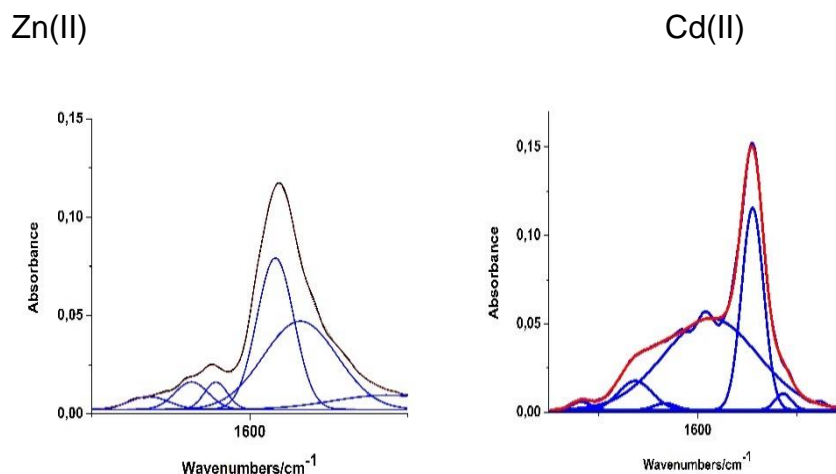 Zn(II)
Cd(II)
0,15
0,10
0,05
0,00
Absorbance
1600
Wavenumbers/cm⁻¹
0,15
0,10
0,05
0,00
Absorbance
1600
Wavenumbers/cm⁻¹